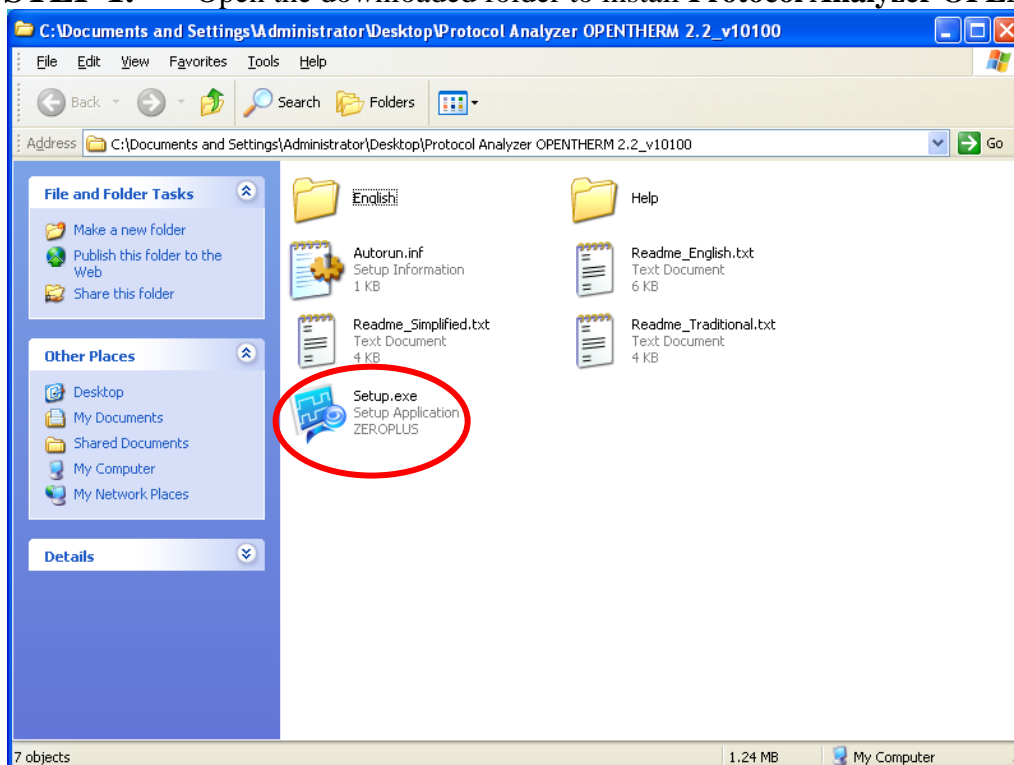 STEP 1. Open the downloaded folder to install Protocol Analyzer OPEN
C:\Documents and Settings\Administrator\Desktop\Protocol Analyzer OPENTHERM 2.2_v10100
File Edit View Favorites Tools Help
Back Search Folders
Address C:\Documents and Settings\Administrator\Desktop\Protocol Analyzer OPENTHERM 2.2_v10100 Go
File and Folder Tasks
Make a new folder
Publish this folder to the
Web
Share this folder
Other Places
Desktop
My Documents
Shared Documents
My Computer
My Network Places
Details
English
Help
Autorun.inf
Setup Information
1 KB
Readme_English.txt
Text Document
6 KB
Readme_Simplified.txt
Text Document
4 KB
Readme_Traditional.txt
Text Document
4 KB
Setup.exe
Setup Application
ZEROPLUS
7 objects 1.24 MB My Computer